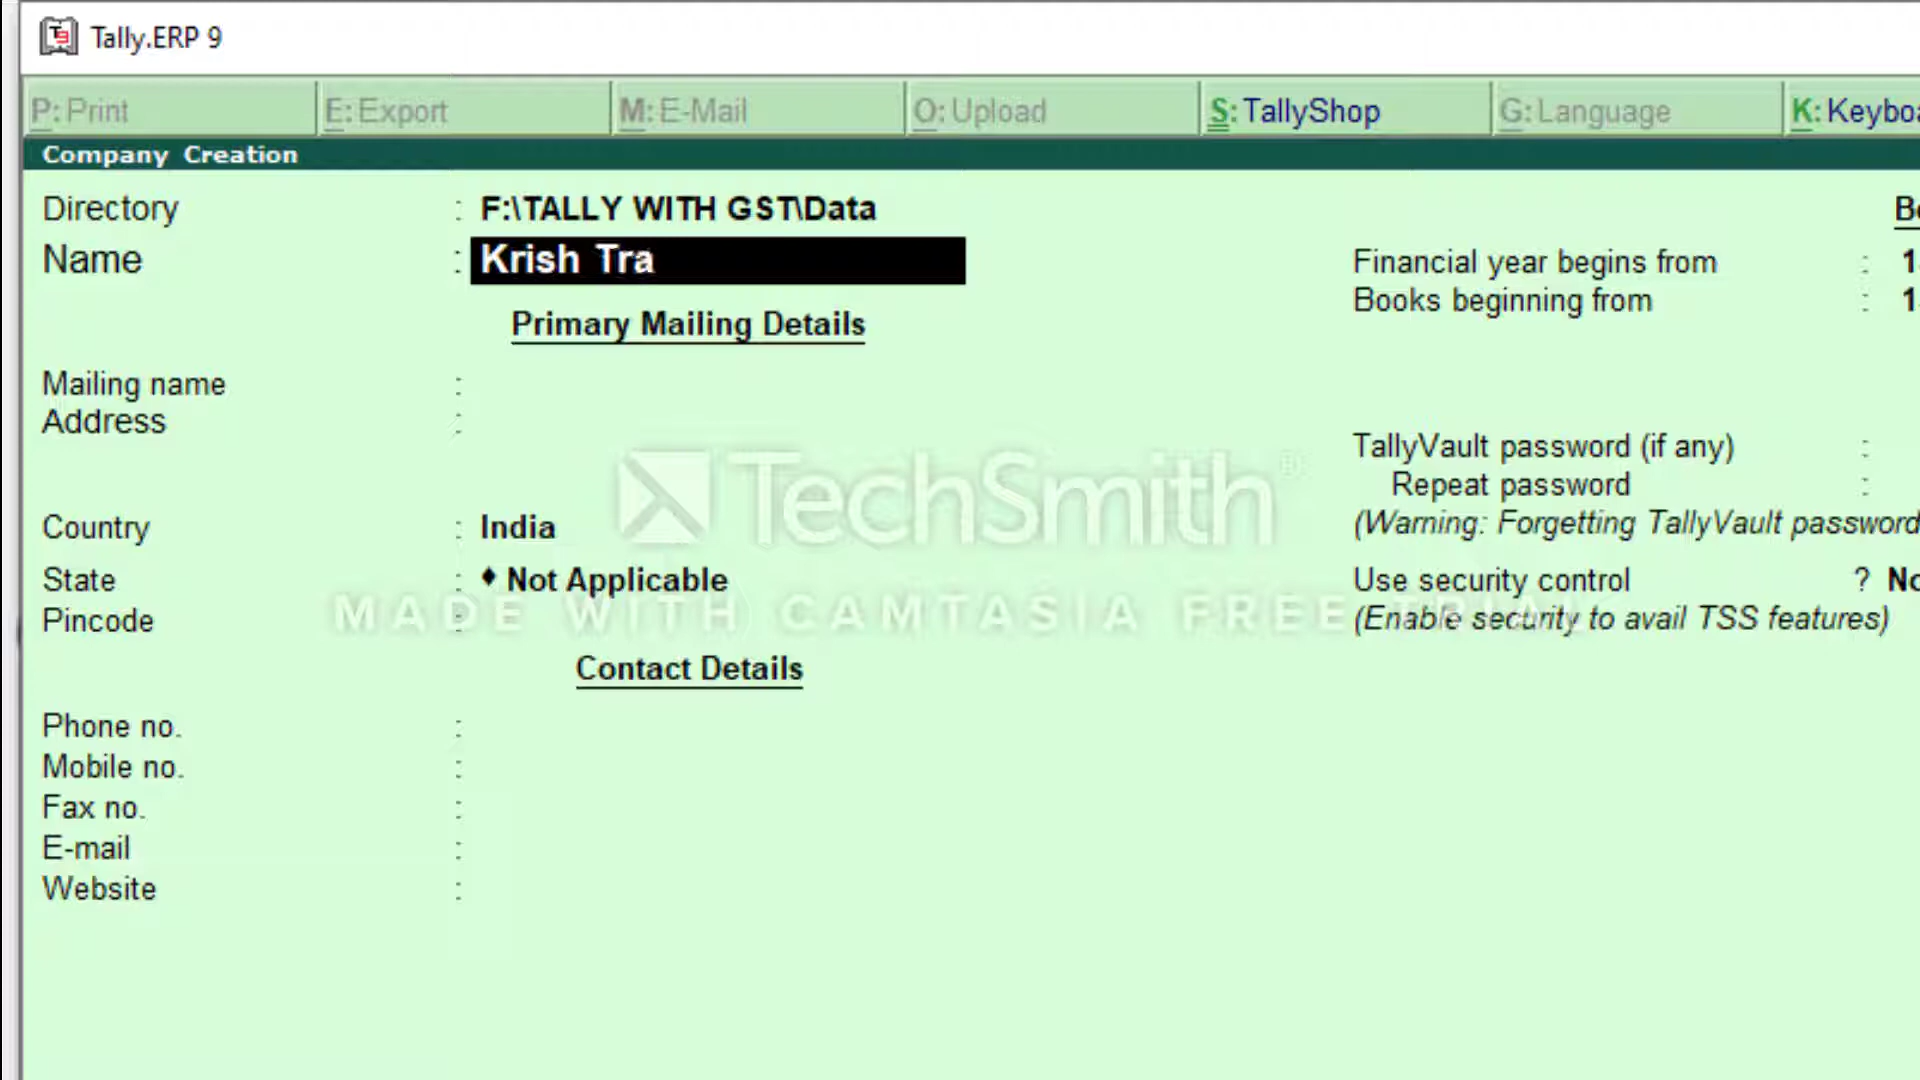 Tally.ERP 9
P: Print E: Export M: E-Mail O: Upload S: TallyShop G: Language K:
Company Creation
Directory : F:\TALLY WITH GST\Data
Name : Krish Tra
Financial year begins from :
Books beginning from :
Primary Mailing Details
Mailing name :
Address :
TallyVault password (if any) :
Repeat password :
(Warning: Forgetting TallyVault password
Country : India
State : ♦ Not Applicable
Use security control ?
(Enable security to avail TSS features)
Pincode :
TechSmith®
MADE WITH CAMTASIA FREE TRIAL
Contact Details
Phone no. :
Mobile no. :
Fax no. :
E-mail :
Website :